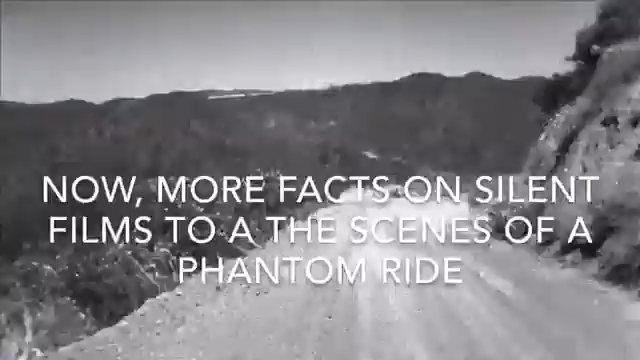 NOW, MORE FACTS ON SILENT
FILMS TO A THE SCENES OF A
PHANTOM RIDE